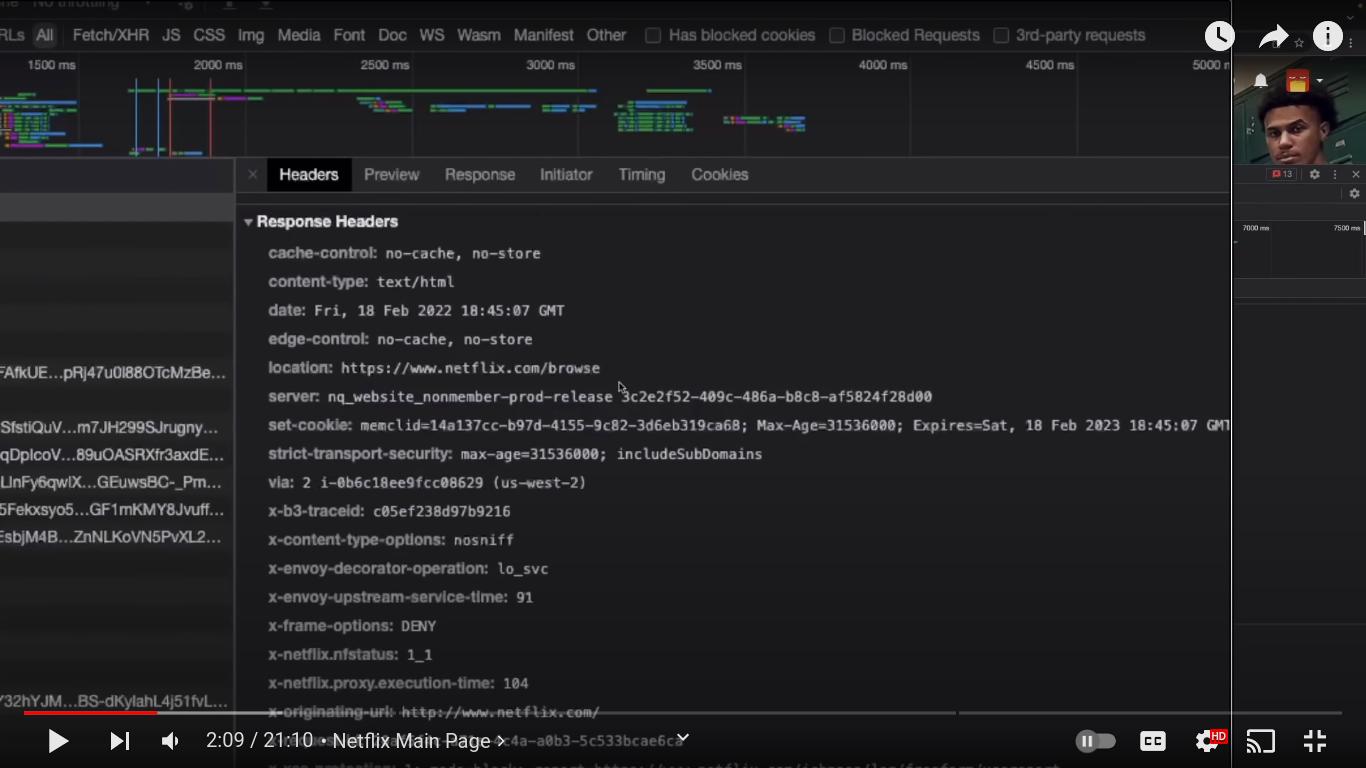 No throttling
RLs All Fetch/XHR JS CSS Img Media Font Doc WS Wasm Manifest Other Has blocked cookies Blocked Requests 3rd-party requests
1500 ms 2000 ms 2500 ms 3000 ms 3500 ms 4000 ms 4500 ms 5000 m
13
7000 ms 7500 ms
Headers Preview Response Initiator Timing Cookies
Response Headers
cache-control: no-cache, no-store
content-type: text/html
date: Fri, 18 Feb 2022 18:45:07 GMT
edge-control: no-cache, no-store
location: https://www.netflix.com/browse
FAfkUE…pRj47u0l88OTcMzBe…
server: nq_website_nonmember-prod-release 3c2e2f52-409c-486a-b8c8-af5824f28d00
SfstiQuV…m7JH299SJrugny…
set-cookie: memclid=14a137cc-b97d-4155-9c82-3d6eb319ca68; Max-Age=31536000; Expires=Sat, 18 Feb 2023 18:45:07 GMT
qDplcoV…89uOASRXfr3axdE…
strict-transport-security: max-age=31536000; includeSubDomains
LlnFy6qwlX…GEuwsBC-_Pm…
via: 2 i-0b6c18ee9fcc08629 (us-west-2)
5Fekxsyo5…GF1mKMY8Jvuff…
x-b3-traceid: c05ef238d97b9216
EsbjM4B…ZnNLKoVN5PvXL2…
x-content-type-options: nosniff
x-envoy-decorator-operation: lo_svc
x-envoy-upstream-service-time: 91
x-frame-options: DENY
x-netflix.nfstatus: 1_1
x-netflix.proxy.execution-time: 104
Y32hYJM…BS-dKylahL4j51fvL…
x-originating-url: http://www.netflix.com/
2:09 / 21:10 • Netflix Main Page
CC HD